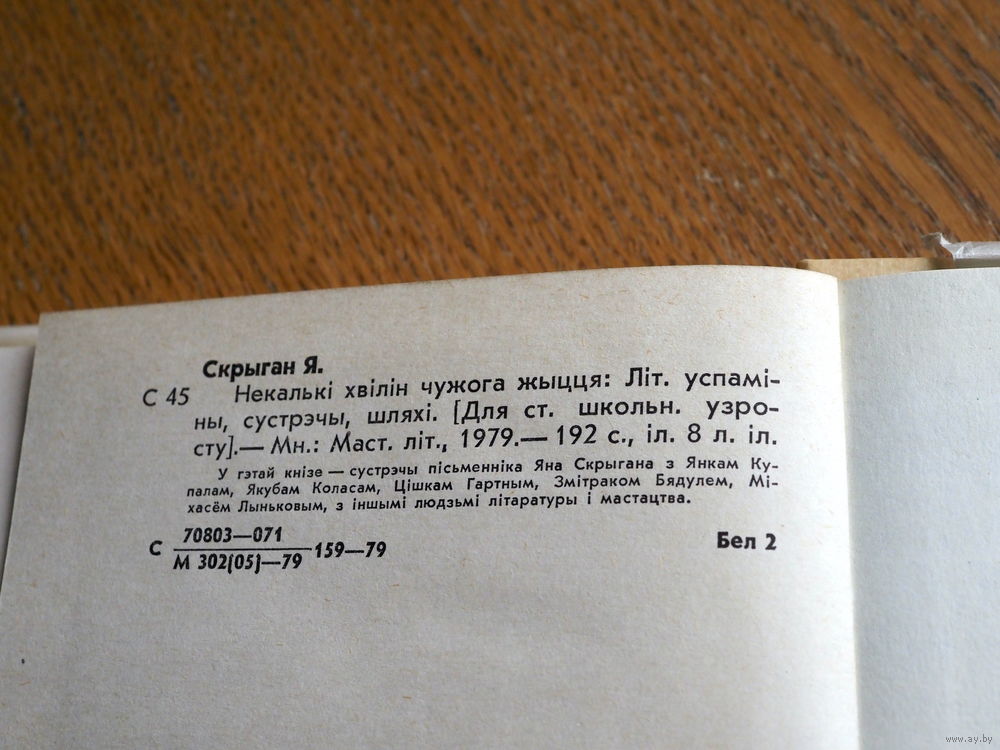 Скрыган Я.
С 45 Некалькі хвілін чужога жыцця: Літ. успамі-
ны, сустрэчы, шляхі. [Для ст. школьн. узро-
сту].— Мн.: Маст. літ., 1979.— 192 с., іл. 8 л. іл.
У гэтай кнізе — сустрэчы пісьменніка Яна Скрыгана з Янкам Ку-
палам, Якубам Коласам, Цішкам Гартным, Змітраком Бядулем, Мі-
хасём Лыньковым, з іншымі людзьмі літаратуры і мастацтва.
70803—071
С 159—79 Бел 2
М 302(05)—79
www.ay.by